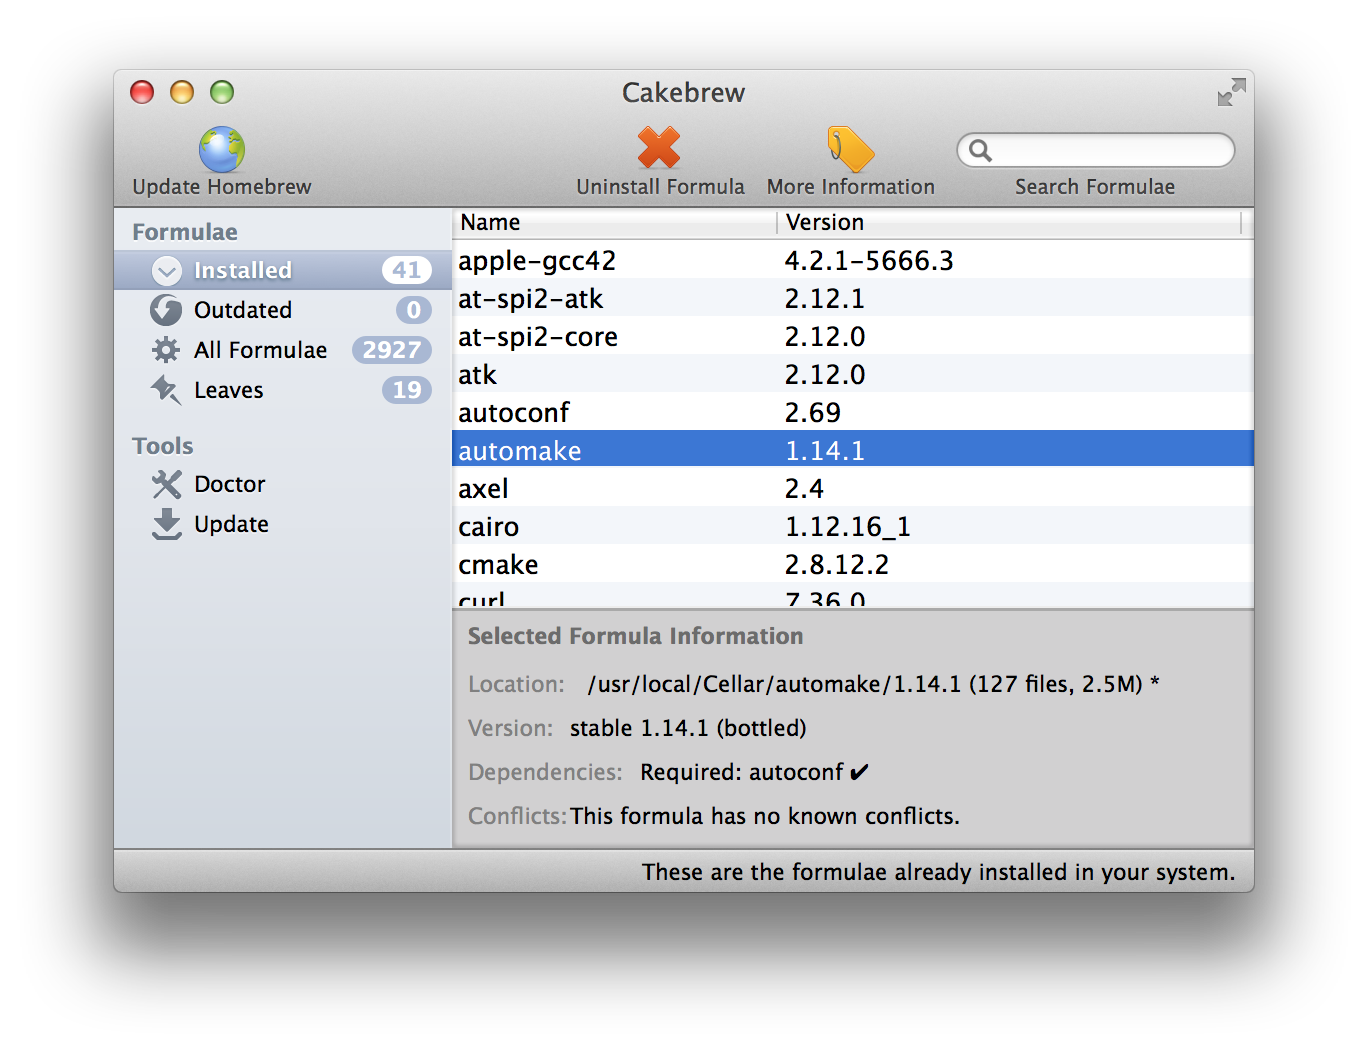 Cakebrew
Update Homebrew
Uninstall Formula
More Information
Search Formulae
Formulae
Installed 41
Outdated 0
All Formulae 2927
Leaves 19
Tools
Doctor
Update
Name Version
apple-gcc42 4.2.1-5666.3
at-spi2-atk 2.12.1
at-spi2-core 2.12.0
atk 2.12.0
autoconf 2.69
automake 1.14.1
axel 2.4
cairo 1.12.16_1
cmake 2.8.12.2
curl 7.36.0
Selected Formula Information
Location: /usr/local/Cellar/automake/1.14.1 (127 files, 2.5M) *
Version: stable 1.14.1 (bottled)
Dependencies: Required: autoconf ✔
Conflicts: This formula has no known conflicts.
These are the formulae already installed in your system.